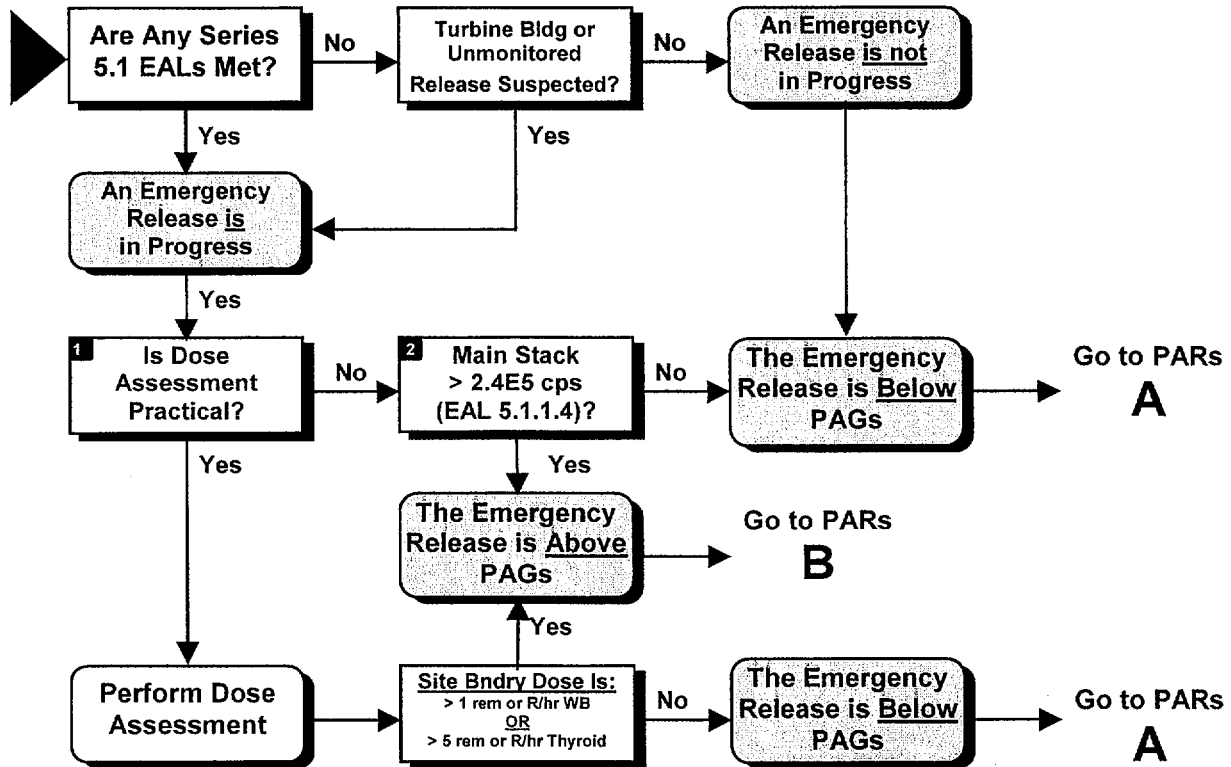 Are Any Series
5.1 EALs Met?
No
Turbine Bldg or
Unmonitored
Release Suspected?
No
An Emergency
Release is not
in Progress
Yes
Yes
An Emergency
Release is
in Progress
Yes
1
Is Dose
Assessment
Practical?
No
2
Main Stack
> 2.4E5 cps
(EAL 5.1.1.4)?
No
The Emergency
Release is Below
PAGs
Go to PARs
A
Yes
Yes
The Emergency
Release is Above
PAGs
Go to PARs
B
Yes
Perform Dose
Assessment
Site Bndry Dose Is:
> 1 rem or R/hr WB
OR
> 5 rem or R/hr Thyroid
No
The Emergency
Release is Below
PAGs
Go to PARs
A